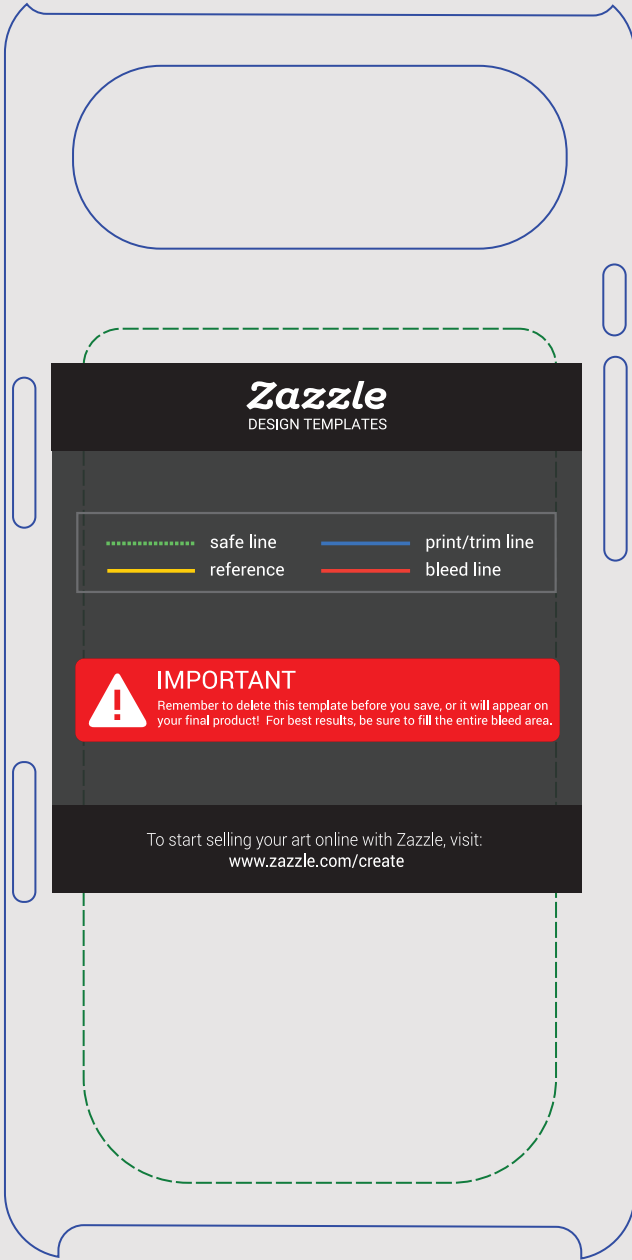 Zazzle
DESIGN TEMPLATES
safe line
print/trim line
reference
bleed line
IMPORTANT
Remember to delete this template before you save, or it will appear on
your final product! For best results, be sure to fill the entire bleed area.
To start selling your art online with Zazzle, visit:
www.zazzle.com/create